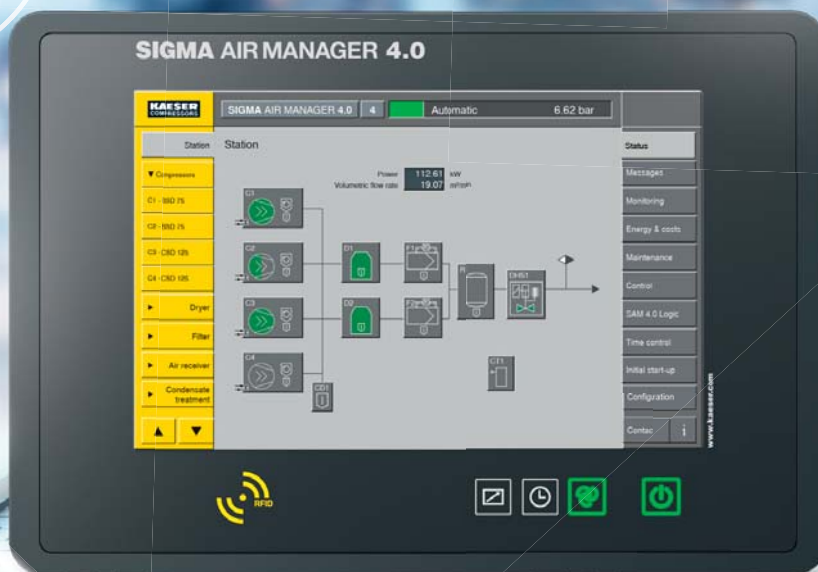 SIGMA AIR MANAGER 4.0
KAESER
COMPRESSORS
SIGMA AIR MANAGER 4.0 4 Automatic 6.62 bar
Station
Station
Status
Compressors
Power 112.61 kW
Messages
Volumetric flow rate 19.07 m³/min
C1 - BSD 75
C1
Monitoring
C2 - BSD 75
C2
D1
F1
Energy & costs
C3 - CSD 125
R
DHS1
Maintenance
C4 - CSD 125
Control
Dryer
C3
D2
F2
SAM 4.0 Logic
Filter
Time control
Air receiver
C4
CT1
Initial start-up
Condensate
treatment
CD1
Configuration
Contac i
www.kaeser.com
RFID